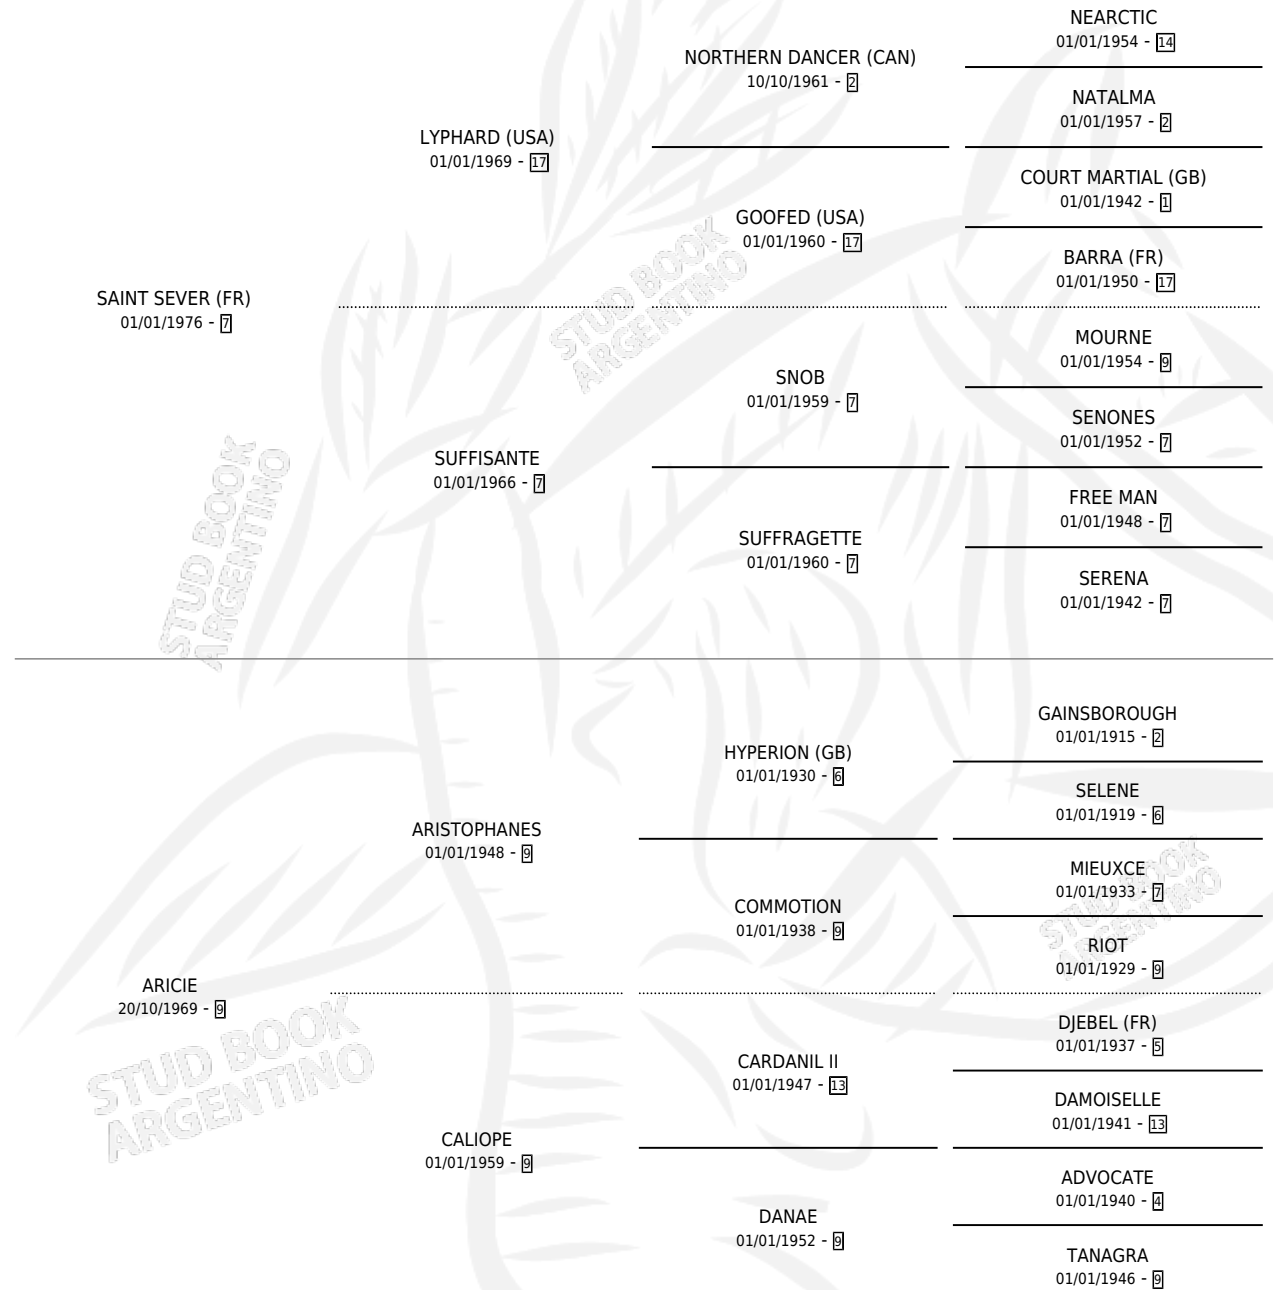 NEARCTIC
01/01/1954 - 14
NORTHERN DANCER (CAN)
10/10/1961 - 2
NATALMA
01/01/1957 - 2
LYPHARD (USA)
01/01/1969 - 17
COURT MARTIAL (GB)
01/01/1942 - 1
GOOFED (USA)
01/01/1960 - 17
BARRA (FR)
01/01/1950 - 17
SAINT SEVER (FR)
01/01/1976 - 7
STUD BOOK
ARGENTINO
MOURNE
01/01/1954 - 9
SNOB
01/01/1959 - 7
SENONES
01/01/1952 - 7
SUFFISANTE
01/01/1966 - 7
FREE MAN
01/01/1948 - 7
SUFFRAGETTE
01/01/1960 - 7
SERENA
01/01/1942 - 7
STUD BOOK
ARGENTINO
GAINSBOROUGH
01/01/1915 - 2
HYPERION (GB)
01/01/1930 - 6
SELENE
01/01/1919 - 6
ARISTOPHANES
01/01/1948 - 9
MIEUXCE
01/01/1933 - 7
COMMOTION
01/01/1938 - 9
RIOT
01/01/1929 - 9
STUD BOOK
ARGENTINO
ARICIE
20/10/1969 - 9
DJEBEL (FR)
01/01/1937 - 5
CARDANIL II
01/01/1947 - 13
DAMOISELLE
01/01/1941 - 13
STUD BOOK
ARGENTINO
CALIOPE
01/01/1959 - 9
ADVOCATE
01/01/1940 - 4
DANAE
01/01/1952 - 9
TANAGRA
01/01/1946 - 9